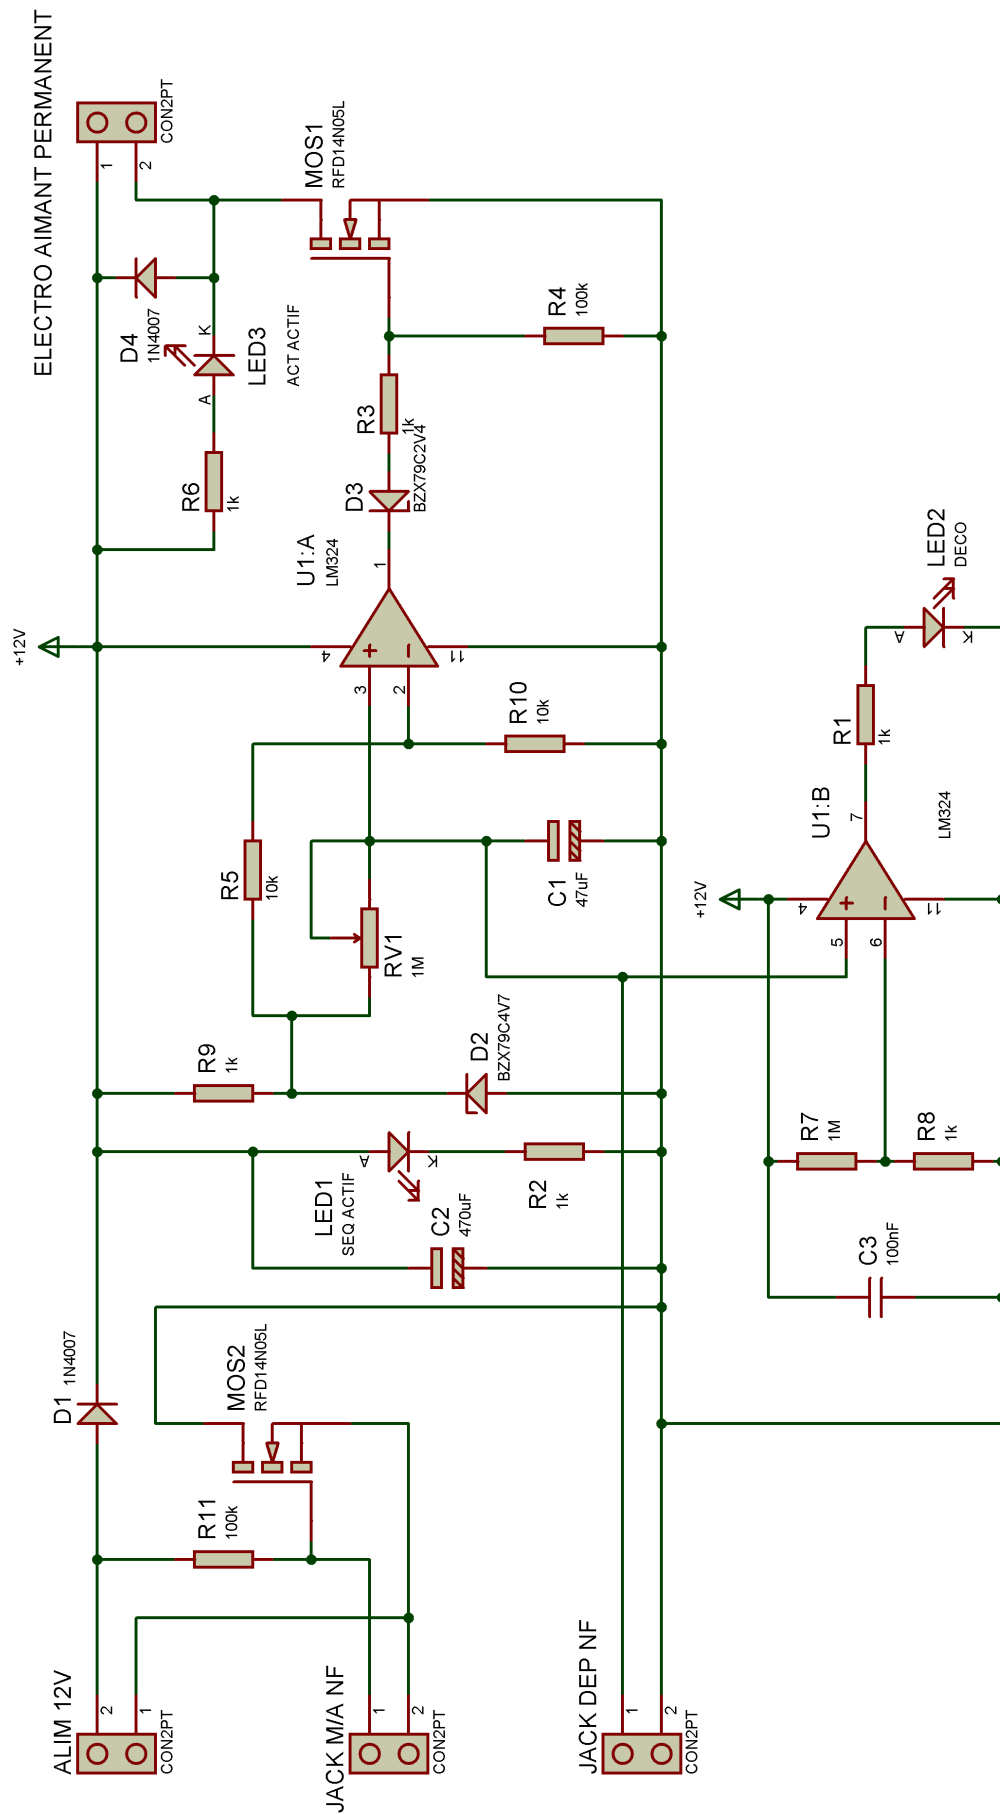 ELECTRO AIMANT PERMANENT
1
2
CON2PT
D4
1N4007
K
A
LED3
ACT ACTIF
R6
1k
MOS1
RFD14N05L
R4
100k
R3
1k
D3
BZX79C2V4
+12V
U1:A
LM324
1
4
11
3
2
R10
10k
R5
10k
RV1
1M
C1
47uF
R9
1k
D2
BZX79C4V7
A
K
LED1
SEQ ACTIF
R2
1k
C2
470uF
D1
1N4007
MOS2
RFD14N05L
R11
100k
ALIM 12V
2
1
CON2PT
JACK M/A NF
1
2
CON2PT
JACK DEP NF
1
2
CON2PT
LED2
DECO
A
K
R1
1k
U1:B
LM324
7
+12V
4
11
5
6
R7
1M
R8
1k
C3
100nF